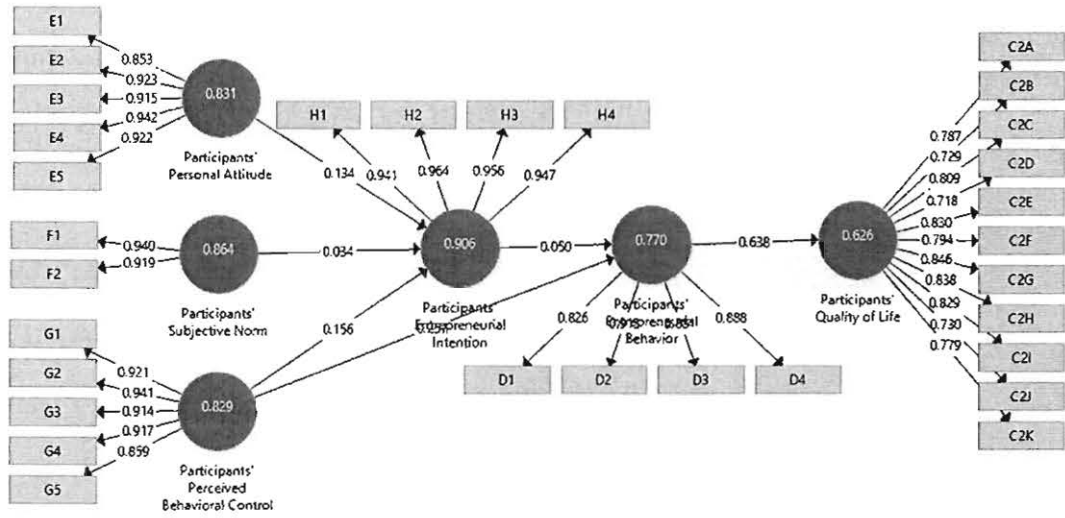 E1
E2
E3
E4
E5
0.853
0.923
0.915
0.942
0.922
0.831
Participants'
Personal Attitude
H1
H2
H3
H4
0.134
0.941
0.964
0.956
0.947
F1
F2
0.940
0.919
0.864
Participants'
Subjective Norm
0.034
0.906
Participants'
Entrepreneurial
Intention
0.050
0.770
Participants'
Entrepreneurial
Behavior
0.638
0.626
Participants'
Quality of Life
0.156
G1
G2
G3
G4
G5
0.921
0.941
0.914
0.917
0.859
0.829
Participants'
Perceived
Behavioral Control
0.826
0.888
D1
D2
D3
D4
C2A
C2B
C2C
C2D
C2E
C2F
C2G
C2H
C2I
C2J
C2K
0.787
0.729
0.809
0.718
0.830
0.794
0.846
0.838
0.829
0.730
0.779